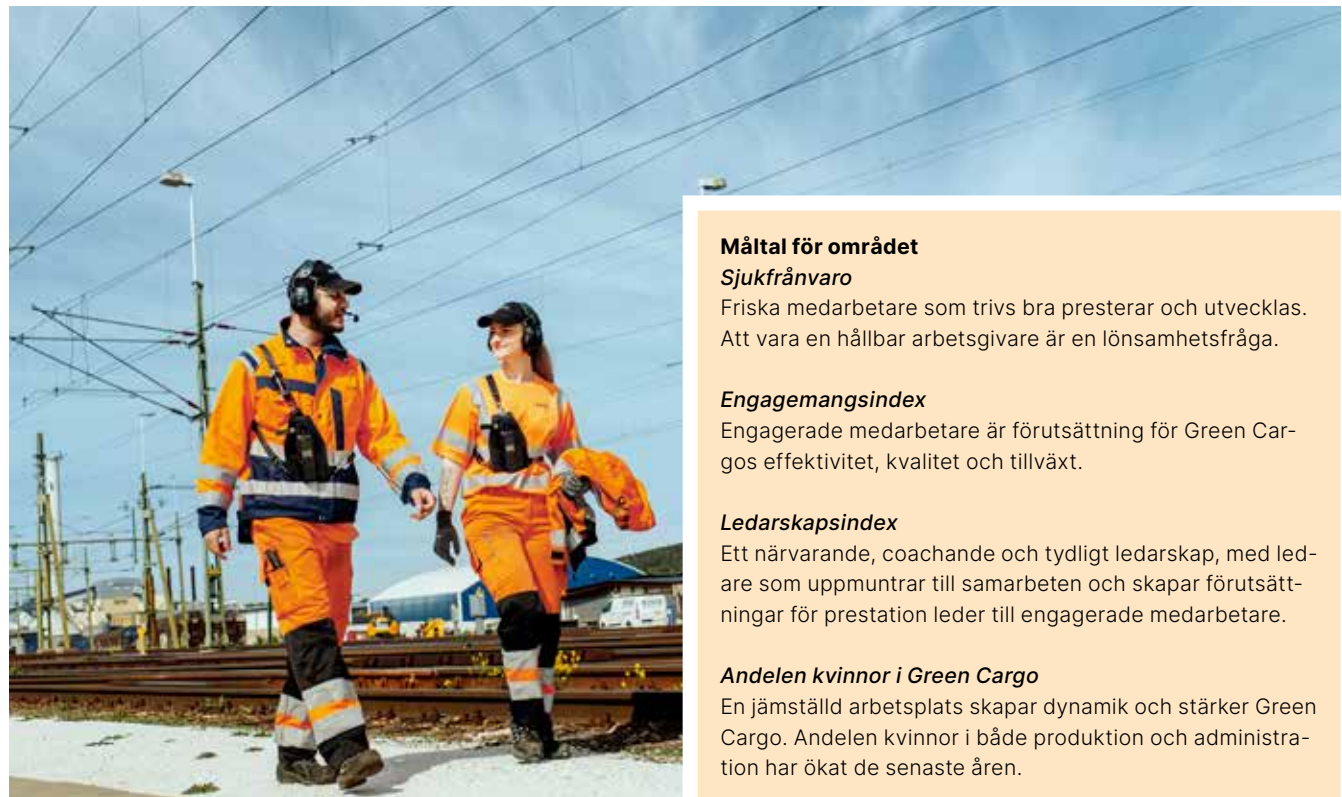 Måltal för området
Sjukfrånvaro
Friska medarbetare som trivs bra presterar och utvecklas.
Att vara en hållbar arbetsgivare är en lönsamhetsfråga.
Engagemangsindex
Engagerade medarbetare är förutsättning för Green Car-
gos effektivitet, kvalitet och tillväxt.
Ledarskapsindex
Ett närvarande, coachande och tydligt ledarskap, med led-
are som uppmuntrar till samarbeten och skapar förutsätt-
ningar för prestation leder till engagerade medarbetare.
Andelen kvinnor i Green Cargo
En jämställd arbetsplats skapar dynamik och stärker Green
Cargo. Andelen kvinnor i både produktion och administra-
tion har ökat de senaste åren.